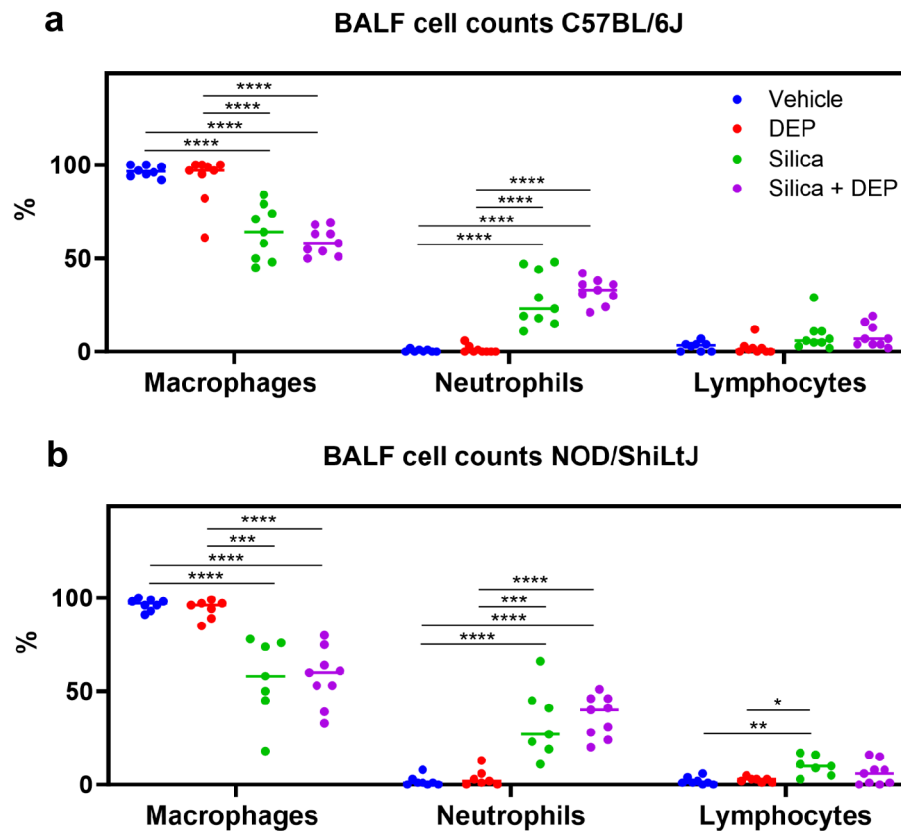 a
BALF cell counts C57BL/6J
%
100
50
0
****
****
****
****
****
****
****
****
Vehicle
DEP
Silica
Silica + DEP
Macrophages Neutrophils Lymphocytes
b
BALF cell counts NOD/ShiLtJ
%
100
50
0
****
***
****
****
****
***
****
****
*
**
Macrophages Neutrophils Lymphocytes